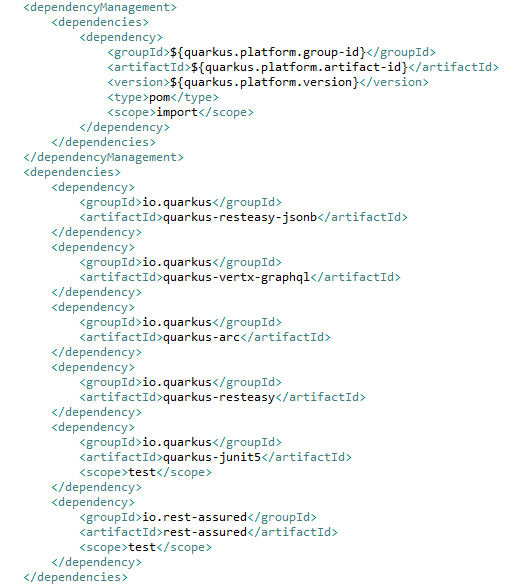 <dependencyManagement>
<dependencies>
<dependency>
<groupId>${quarkus.platform.group-id}</groupId>
<artifactId>${quarkus.platform.artifact-id}</artifactId>
<version>${quarkus.platform.version}</version>
<type>pom</type>
<scope>import</scope>
</dependency>
</dependencies>
</dependencyManagement>
<dependencies>
<dependency>
<groupId>io.quarkus</groupId>
<artifactId>quarkus-resteasy-jsonb</artifactId>
</dependency>
<dependency>
<groupId>io.quarkus</groupId>
<artifactId>quarkus-vertx-graphql</artifactId>
</dependency>
<dependency>
<groupId>io.quarkus</groupId>
<artifactId>quarkus-arc</artifactId>
</dependency>
<dependency>
<groupId>io.quarkus</groupId>
<artifactId>quarkus-resteasy</artifactId>
</dependency>
<dependency>
<groupId>io.quarkus</groupId>
<artifactId>quarkus-junit5</artifactId>
<scope>test</scope>
</dependency>
<dependency>
<groupId>io.rest-assured</groupId>
<artifactId>rest-assured</artifactId>
<scope>test</scope>
</dependency>
</dependencies>